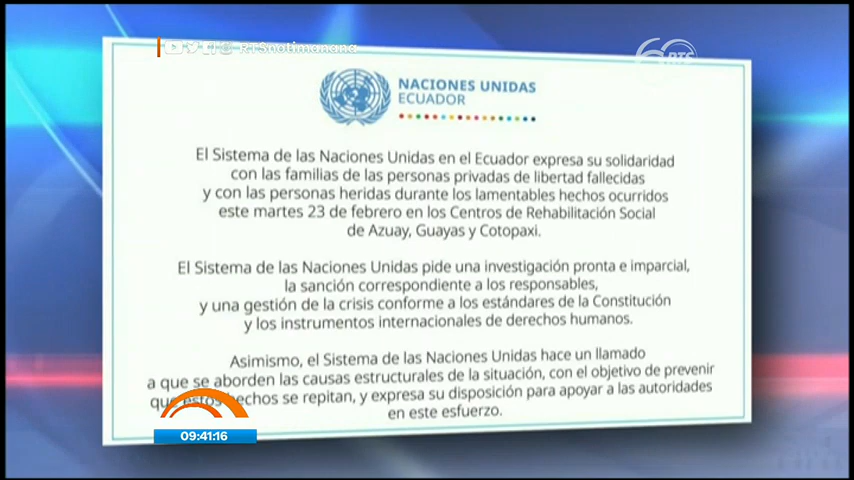 RTSnotimanana
RTS
NACIONES UNIDAS
ECUADOR
El Sistema de las Naciones Unidas en el Ecuador expresa su solidaridad
con las familias de las personas privadas de libertad fallecidas
y con las personas heridas durante los lamentables hechos ocurridos
este martes 23 de febrero en los Centros de Rehabilitación Social
de Azuay, Guayas y Cotopaxi.
El Sistema de las Naciones Unidas pide una investigación pronta e imparcial,
la sanción correspondiente a los responsables,
y una gestión de la crisis conforme a los estándares de la Constitución
y los instrumentos internacionales de derechos humanos.
Asimismo, el Sistema de las Naciones Unidas hace un llamado
a que se aborden las causas estructurales de la situación, con el objetivo de prevenir
que estos hechos se repitan, y expresa su disposición para apoyar a las autoridades
en este esfuerzo.
09:41:16